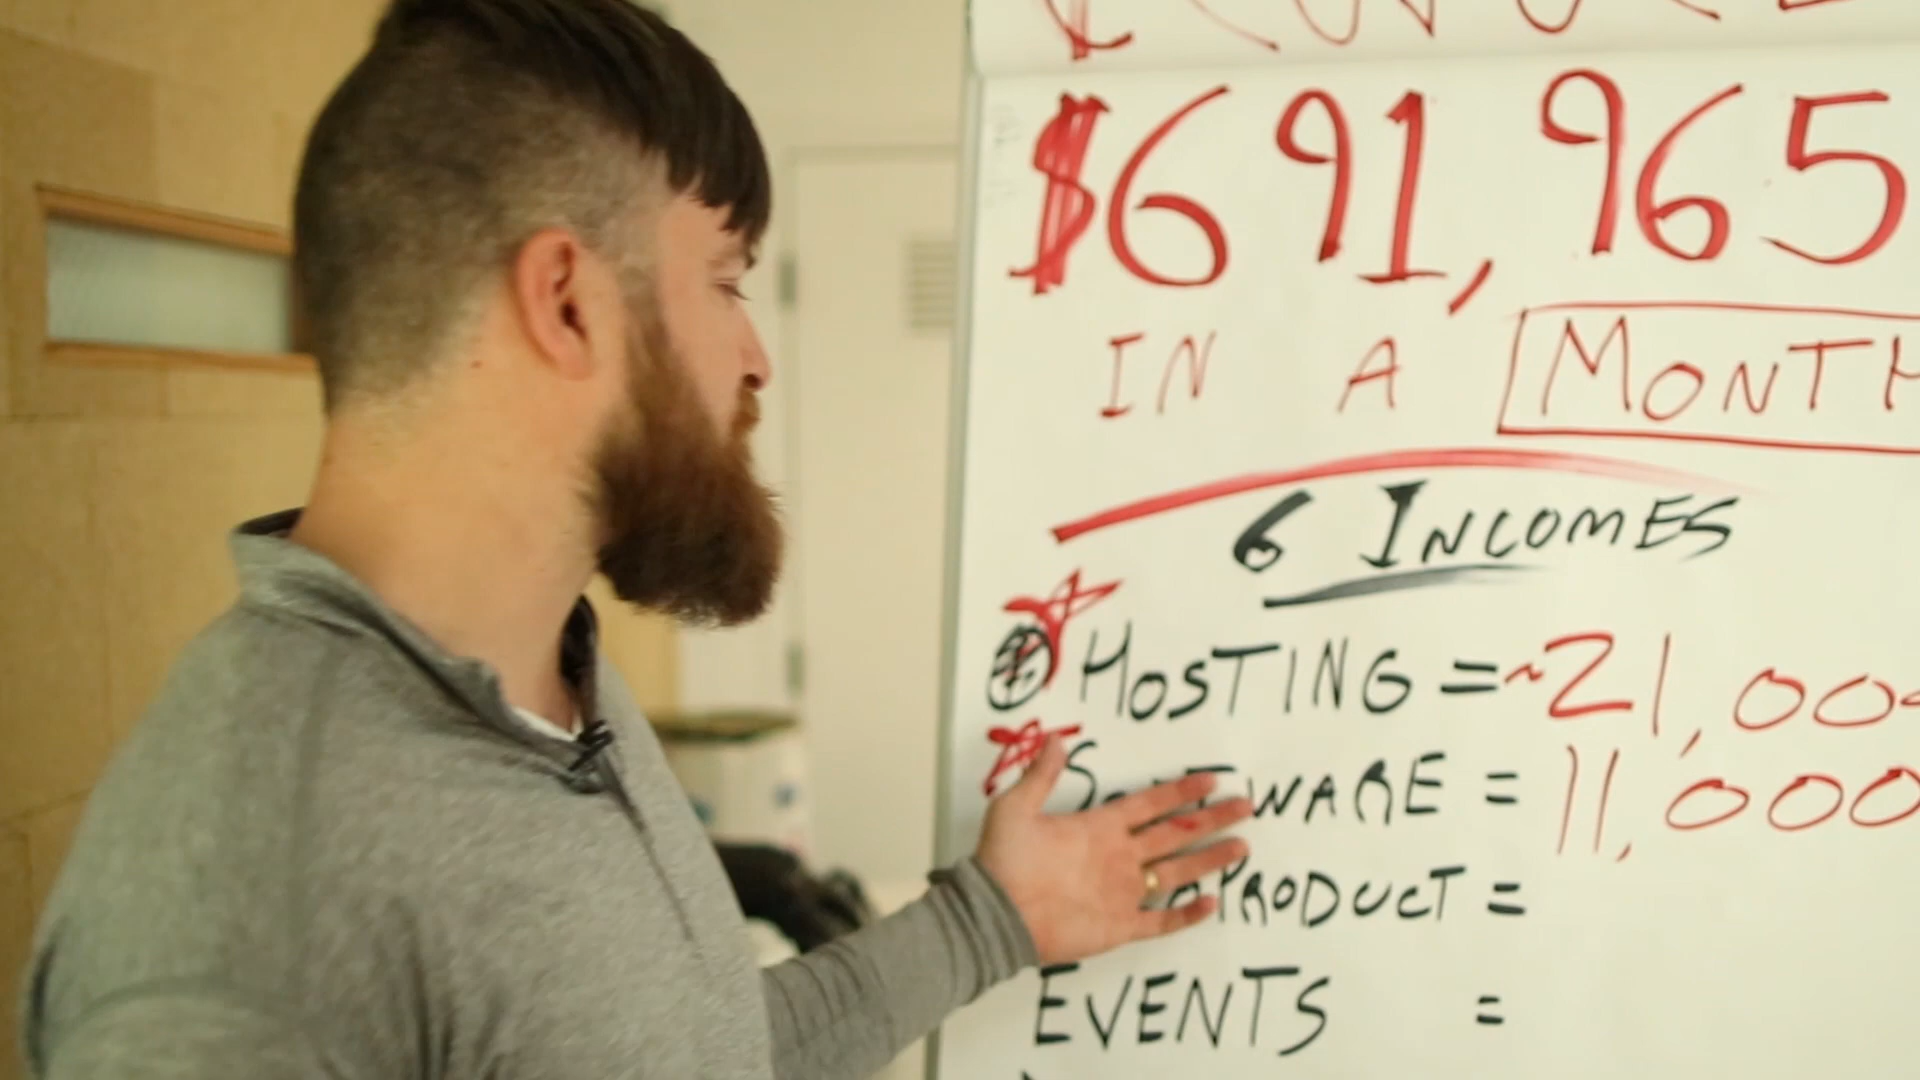 $691,965
IN A MONTH
6 INCOMES
HOSTING = ~21,00
SOFTWARE = 11,000
PRODUCT =
EVENTS =